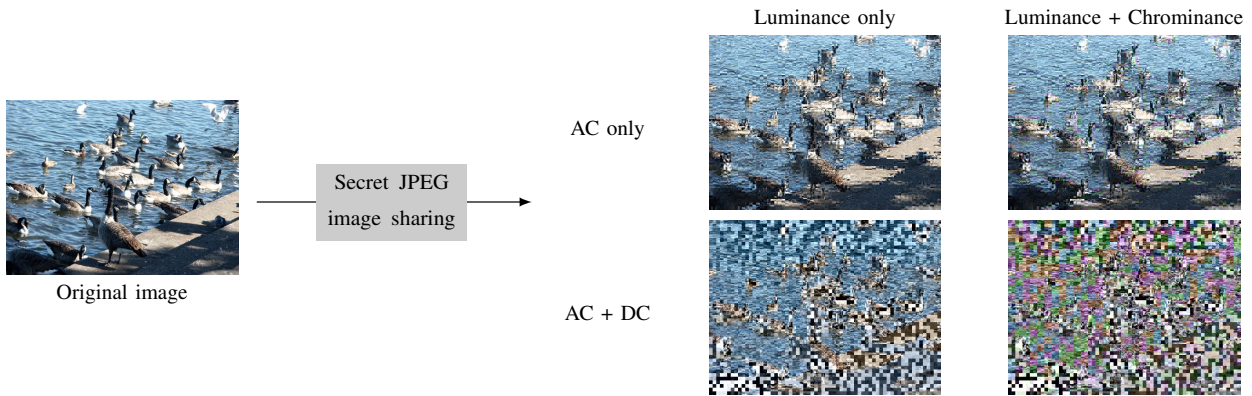 Luminance only
Luminance + Chrominance
AC only
Secret JPEG
image sharing
Original image
AC + DC